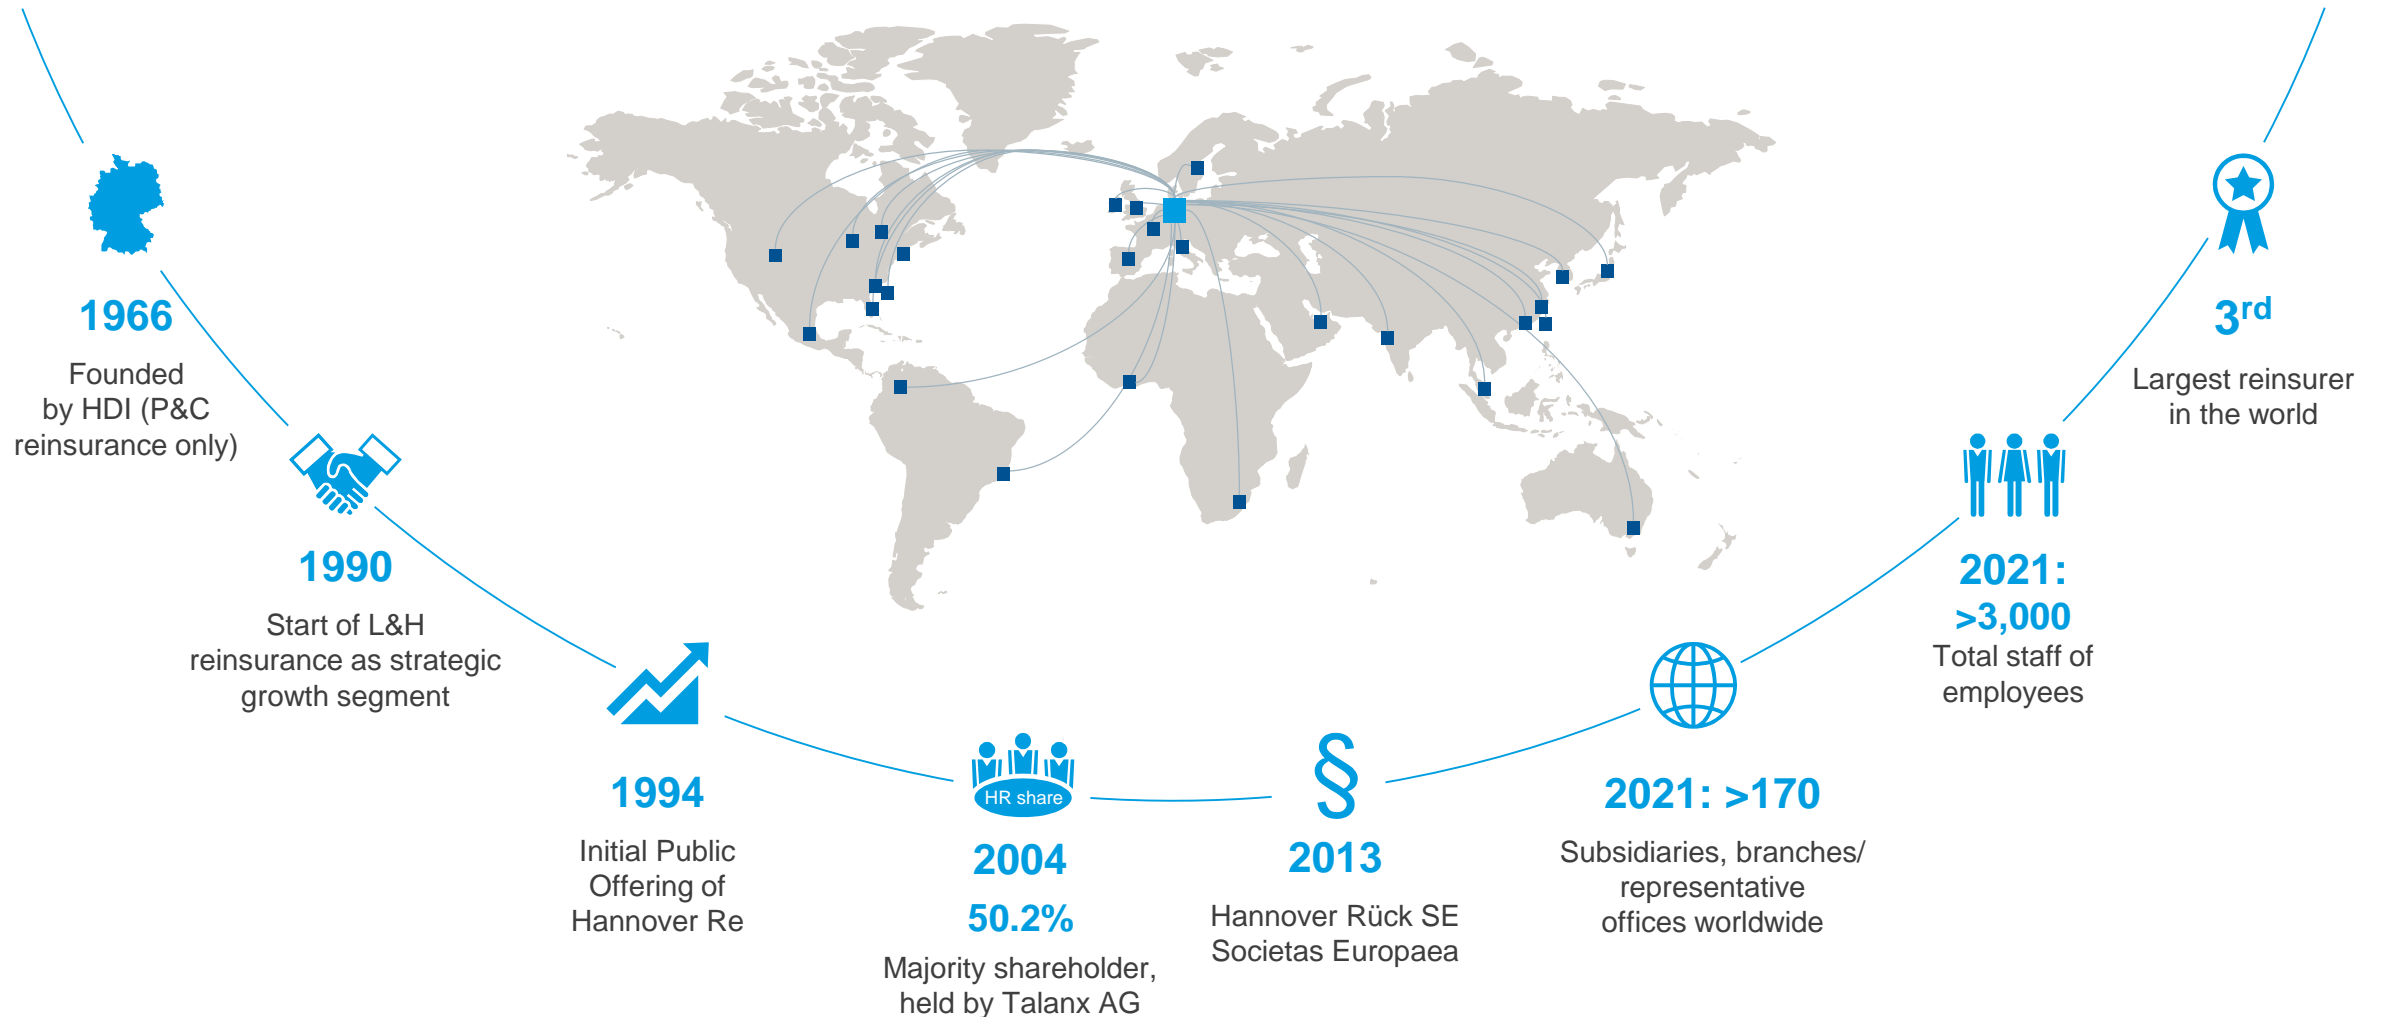 1966
Founded
by HDI (P&C
reinsurance only)
1990
Start of L&H
reinsurance as strategic
growth segment
1994
Initial Public
Offering of
Hannover Re
HR share
2004
50.2%
Majority shareholder,
held by Talanx AG
§
2013
Hannover Rück SE
Societas Europaea
2021: >170
Subsidiaries, branches/
representative
offices worldwide
2021:
>3,000
Total staff of
employees
3rd
Largest reinsurer
in the world